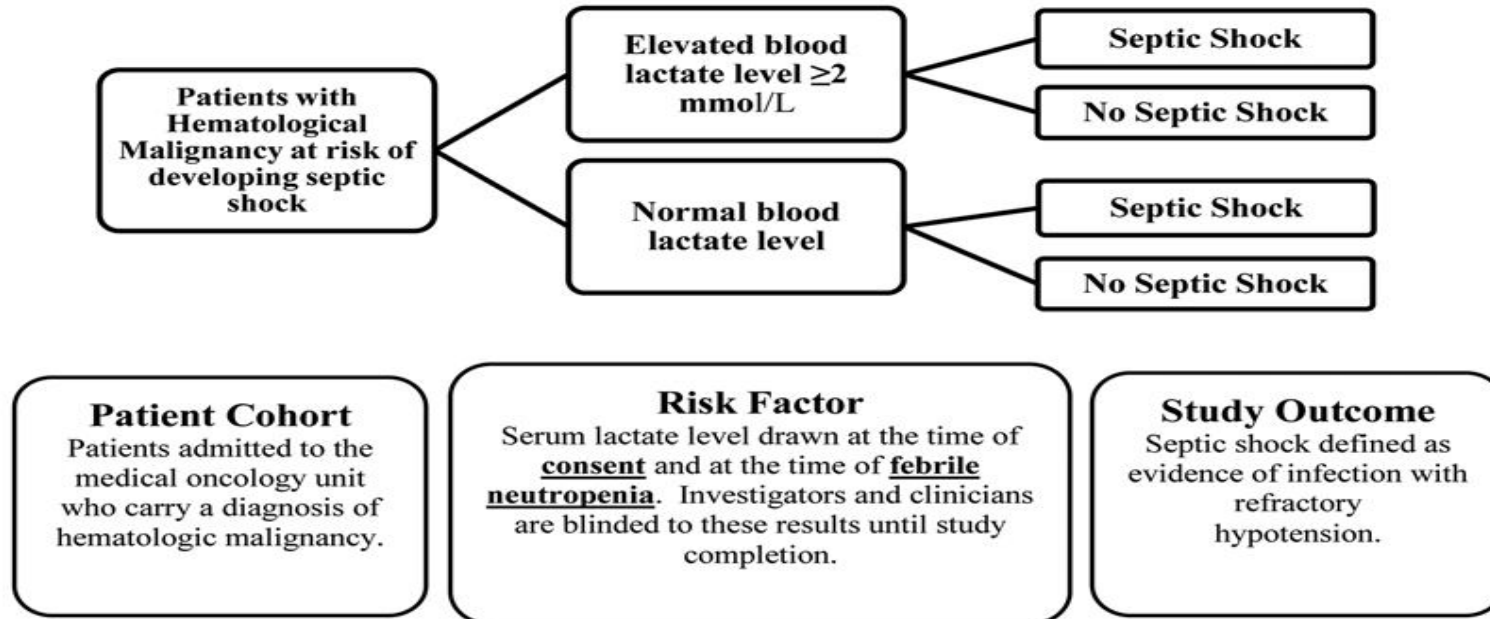 Patients with
Hematological
Malignancy at risk of
developing septic
shock
Elevated blood
lactate level ≥2
mmol/L
Normal blood
lactate level
Septic Shock
No Septic Shock
Septic Shock
No Septic Shock
Patient Cohort
Patients admitted to the
medical oncology unit
who carry a diagnosis of
hematologic malignancy.
Risk Factor
Serum lactate level drawn at the time of
consent and at the time of febrile
neutropenia. Investigators and clinicians
are blinded to these results until study
completion.
Study Outcome
Septic shock defined as
evidence of infection with
refractory
hypotension.